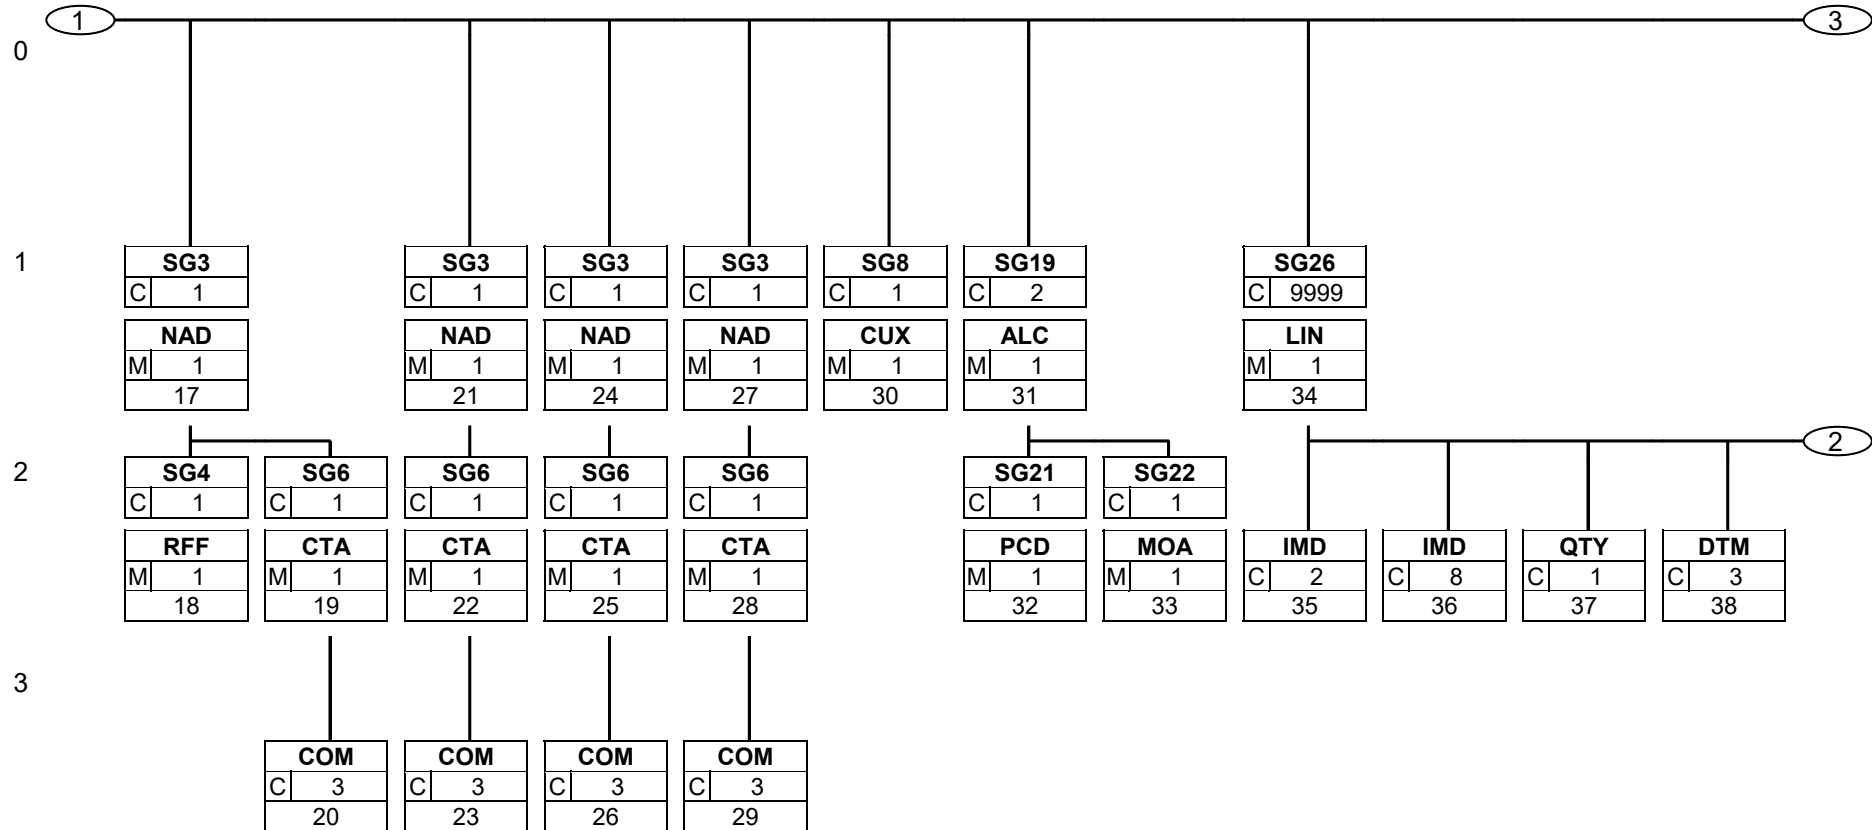 1 3
0
1 SG3 SG3 SG3 SG3 SG8 SG19 SG26
C 1 C 1 C 1 C 1 C 1 C 2 C 9999
NAD NAD NAD NAD CUX ALC LIN
M 1 M 1 M 1 M 1 M 1 M 1 M 1
17 21 24 27 30 31 34
2
2 SG4 SG6 SG6 SG6 SG6 SG21 SG22
C 1 C 1 C 1 C 1 C 1 C 1 C 1
RFF CTA CTA CTA CTA PCD MOA IMD IMD QTY DTM
M 1 M 1 M 1 M 1 M 1 M 1 M 1 C 2 C 8 C 1 C 3
18 19 22 25 28 32 33 35 36 37 38
3
COM COM COM COM
C 3 C 3 C 3 C 3
20 23 26 29